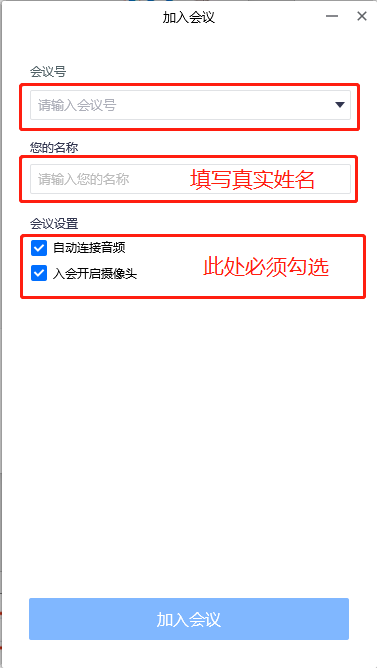 加入会议
会议号
请输入会议号
您的名称
请输入您的名称 填写真实姓名
会议设置
自动连接音频
入会开启摄像头 此处必须勾选
加入会议